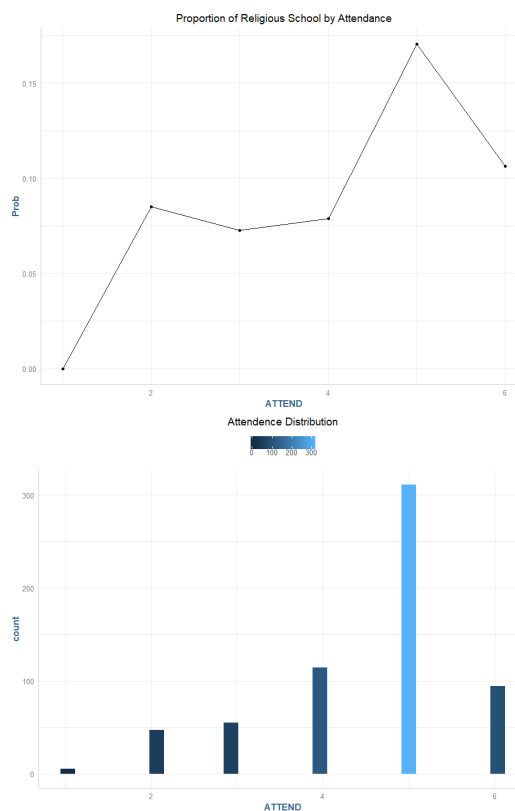 Proportion of Religious School by Attendance
0.15
0.10
0.05
0.00
Prob
2 4 6
ATTEND
Attendence Distribution
0 100 200 300
300
200
100
0
count
2 4 6
ATTEND